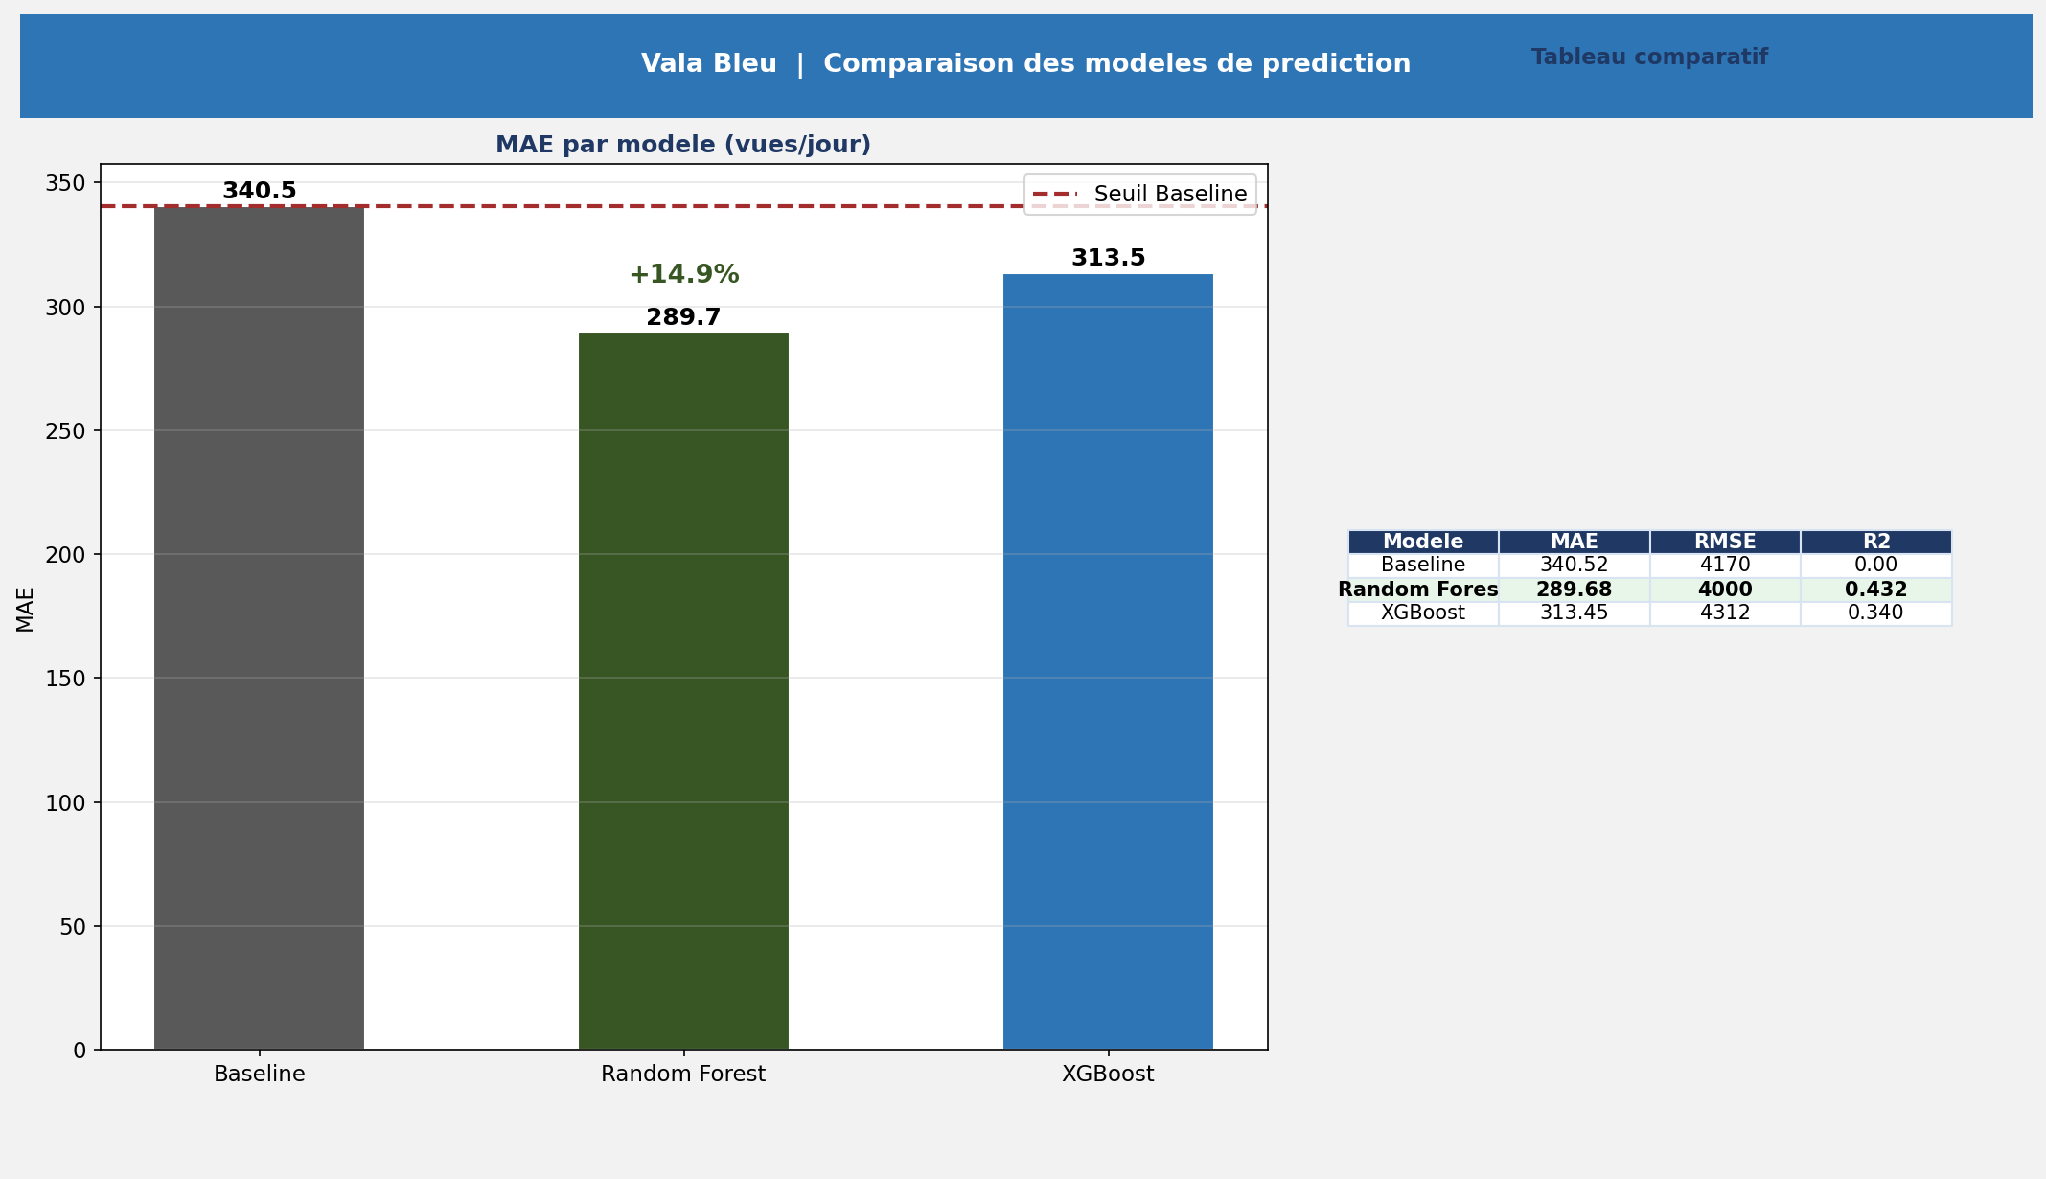 Vala Bleu | Comparaison des modeles de prediction
Tableau comparatif
MAE par modele (vues/jour)
350
300
250
200
150
100
50
0
MAE
340.5
+14.9%
289.7
313.5
Seuil Baseline
Baseline Random Forest XGBoost
Modele MAE RMSE R2
Baseline 340.52 4170 0.00
Random Fores 289.68 4000 0.432
XGBoost 313.45 4312 0.340